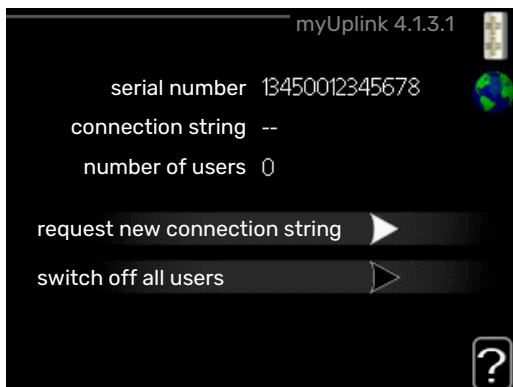 myUplink 4.1.3.1
serial number 13450012345678
connection string --
number of users 0
request new connection string
switch off all users
?